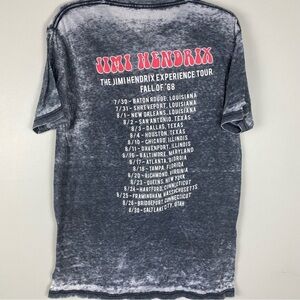 JIMI HENDRIX
THE JIMI HENDRIX EXPERIENCE TOUR
FALL OF '68
7/30 - BATON ROUGE, LOUISIANA
7/31 - SHREVEPORT, LOUISIANA
8/1 - NEW ORLEANS, LOUISIANA
8/2 - SAN ANTONIO, TEXAS
8/3 - DALLAS, TEXAS
8/4 - HOUSTON, TEXAS
8/10 - CHICAGO, ILLINOIS
8/11 - DAVENPORT, ILLINOIS
8/16 - BALTIMORE, MARYLAND
8/17 - ATLANTA, GEORGIA
8/18 - TAMPA, FLORIDA
8/20 - RICHMOND, VIRGINIA
8/23 - QUEENS, NEW YORK
8/24 - HARTFORD, CONNECTICUT
8/25 - FRAMINGHAM, MASSACHUSETTS
8/26 - BRIDGEPORT, CONNECTICUT
8/30 - SALT LAKE CITY, UTAH